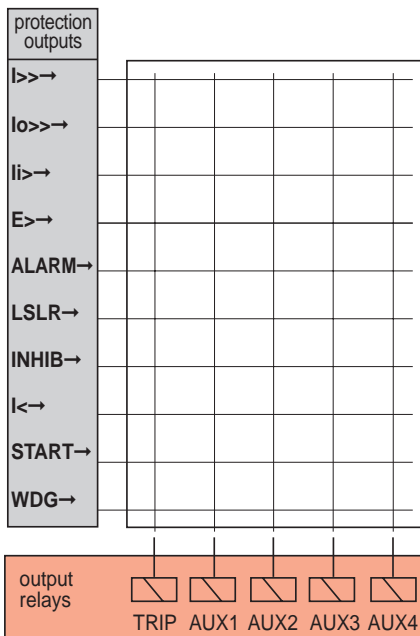 protection
outputs
I>>→
Io>>→
Ii>→
E>→
ALARM→
LSLR→
INHIB→
I<→
START→
WDG→
output
relays
TRIP AUX1 AUX2 AUX3 AUX4